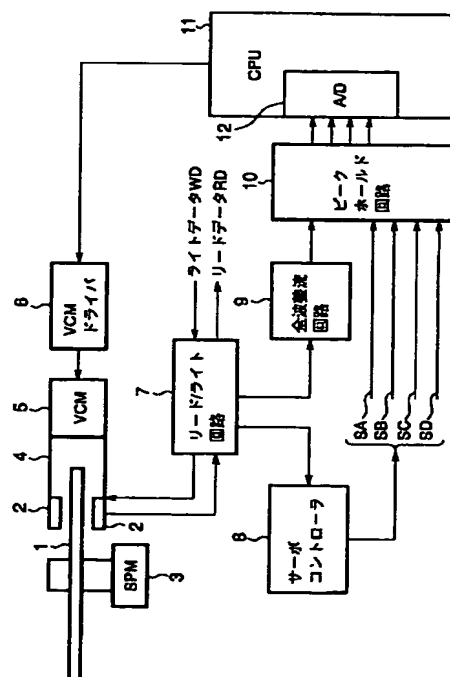 11
CPU
12
A/D
10
ピーク
ホールド
回路
6
VCM
ドライバ
5
VCM
4
2
2
1
3
SPM
7
リード/ライト
回路
ライトデータWD
リードデータRD
9
全波整流
回路
8
サーボ
コントローラ
SA
SB
SC
SD